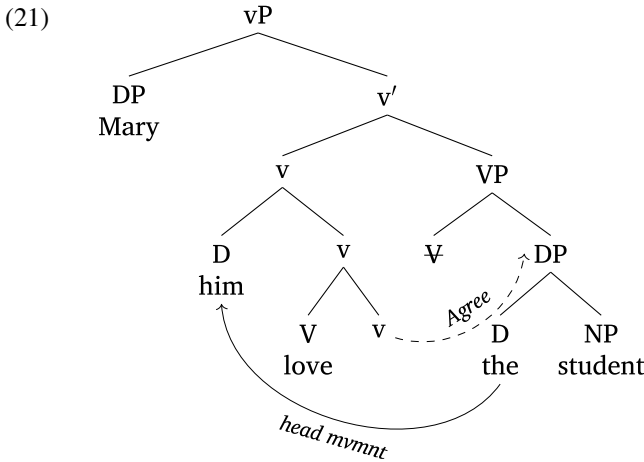 (21) vP
DP v′
Mary
v VP
D v V DP
him
Agree
V v D NP
love the student
head mvmnt